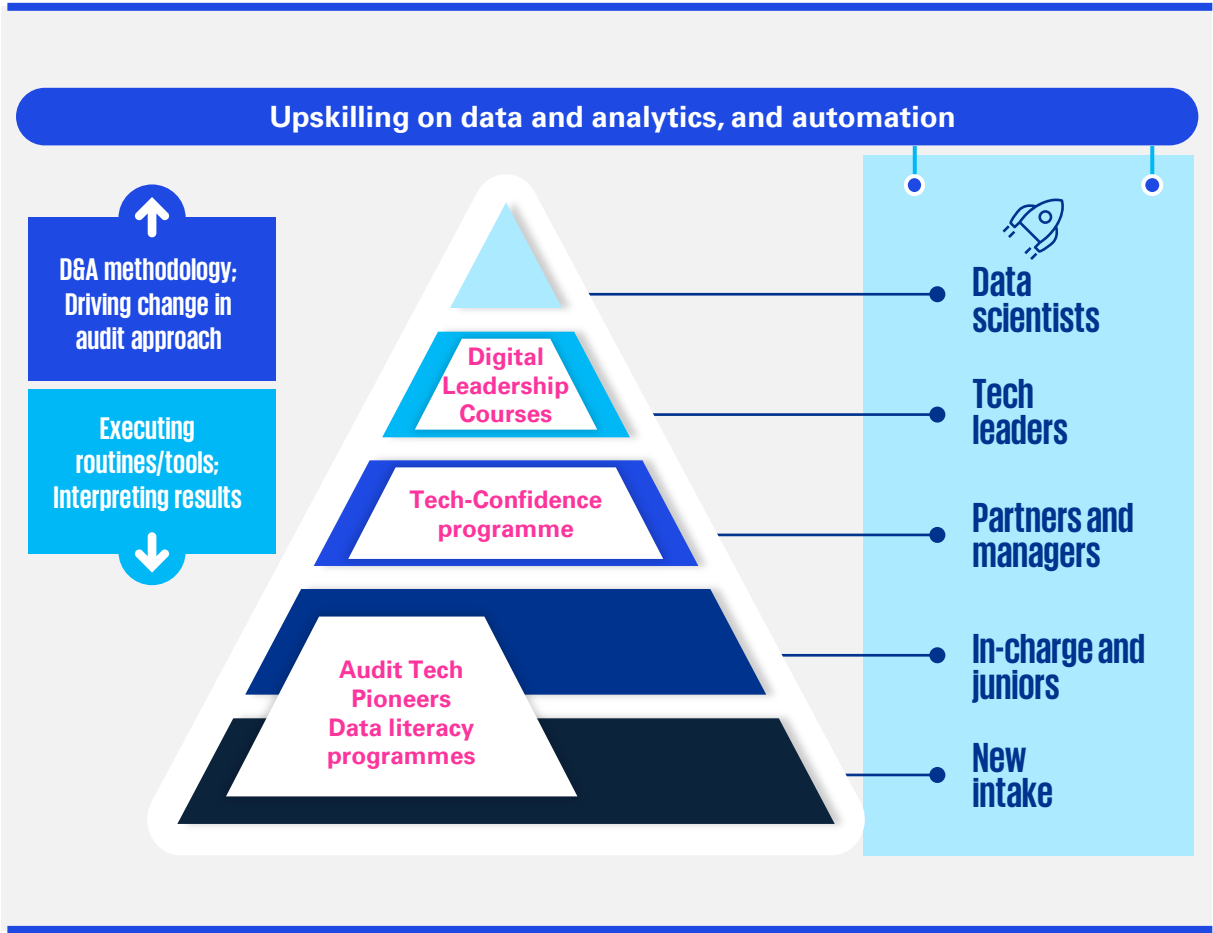 Upskilling on data and analytics, and automation
D&A methodology;
Driving change in
audit approach
Executing
routines/tools;
Interpreting results
Digital
Leadership
Courses
Tech-Confidence
programme
Audit Tech
Pioneers
Data literacy
programmes
Data
scientists
Tech
leaders
Partners and
managers
In-charge and
juniors
New
intake